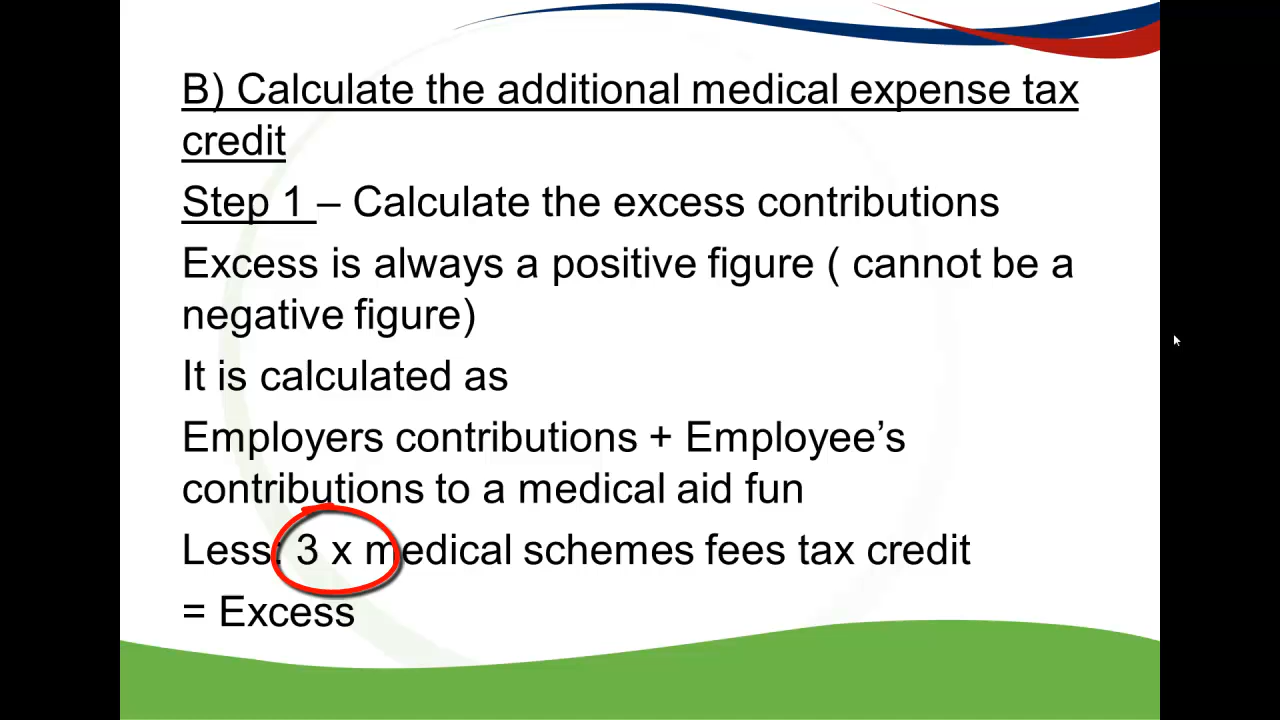 B) Calculate the additional medical expense tax
credit
Step 1 – Calculate the excess contributions
Excess is always a positive figure ( cannot be a
negative figure)
It is calculated as
Employers contributions + Employee’s
contributions to a medical aid fun
Less: 3 x medical schemes fees tax credit
= Excess